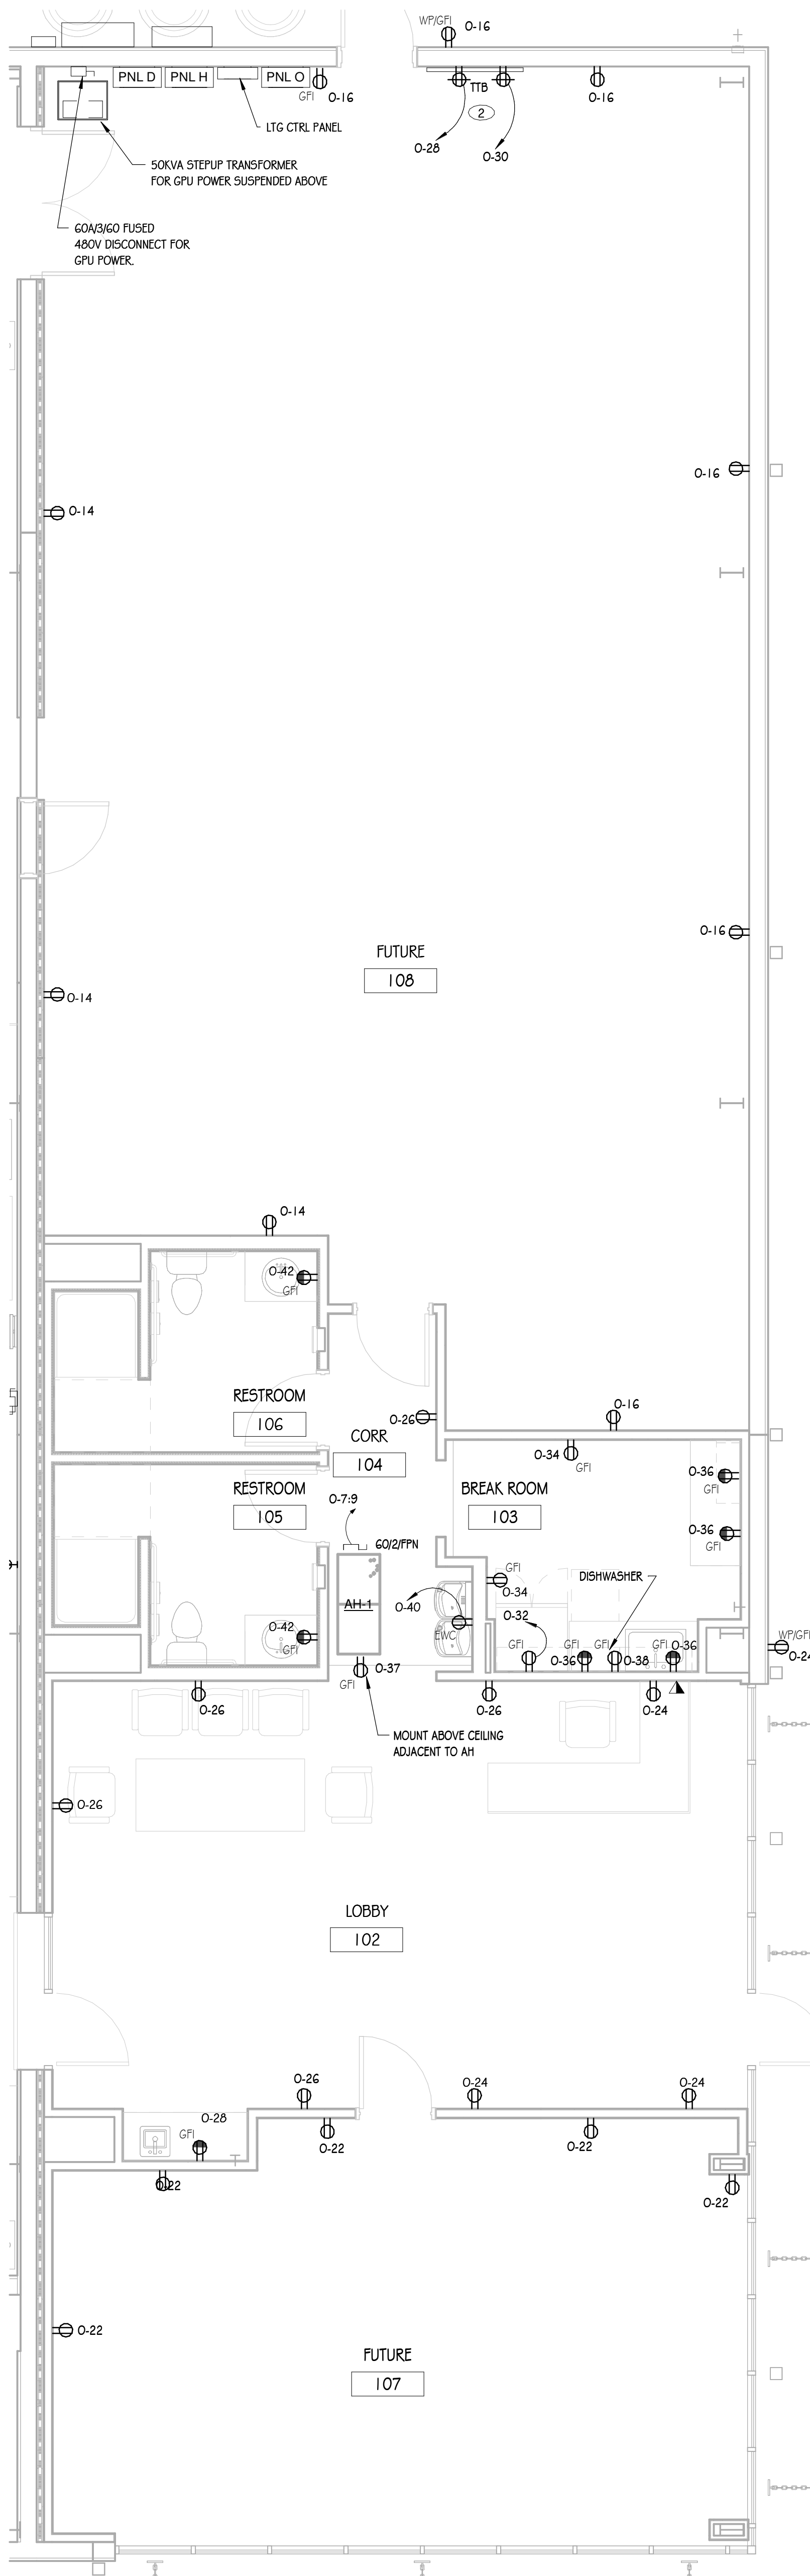 WP/GFI
O-16
PNL D
PNL H
PNL O
GFI
O-16
TTB
O-16
2
LTG CTRL PANEL
O-28
O-30
50KVA STEPUP TRANSFORMER
FOR GPU POWER SUSPENDED ABOVE
60A/3/60 FUSED
480V DISCONNECT FOR
GPU POWER.
O-16
O-14
O-16
FUTURE
108
O-14
O-14
O-42
GFI
RESTROOM
106
O-26
O-16
CORR
104
O-34
GFI
O-36
GFI
RESTROOM
105
BREAK ROOM
103
O-7:9
60/2/FPN
O-36
GFI
GFI
O-34
DISHWASHER
AH-1
O-40
O-32
EWC
O-42
GFI
GFI
GFI
GFI
GFI
O-36
O-36
O-38
WP/GFI
O-24
O-37
GFI
O-26
O-26
O-24
MOUNT ABOVE CEILING
ADJACENT TO AH
O-26
LOBBY
102
O-26
O-24
O-24
O-28
GFI
O-22
O-22
O-22
O-22
O-22
FUTURE
107